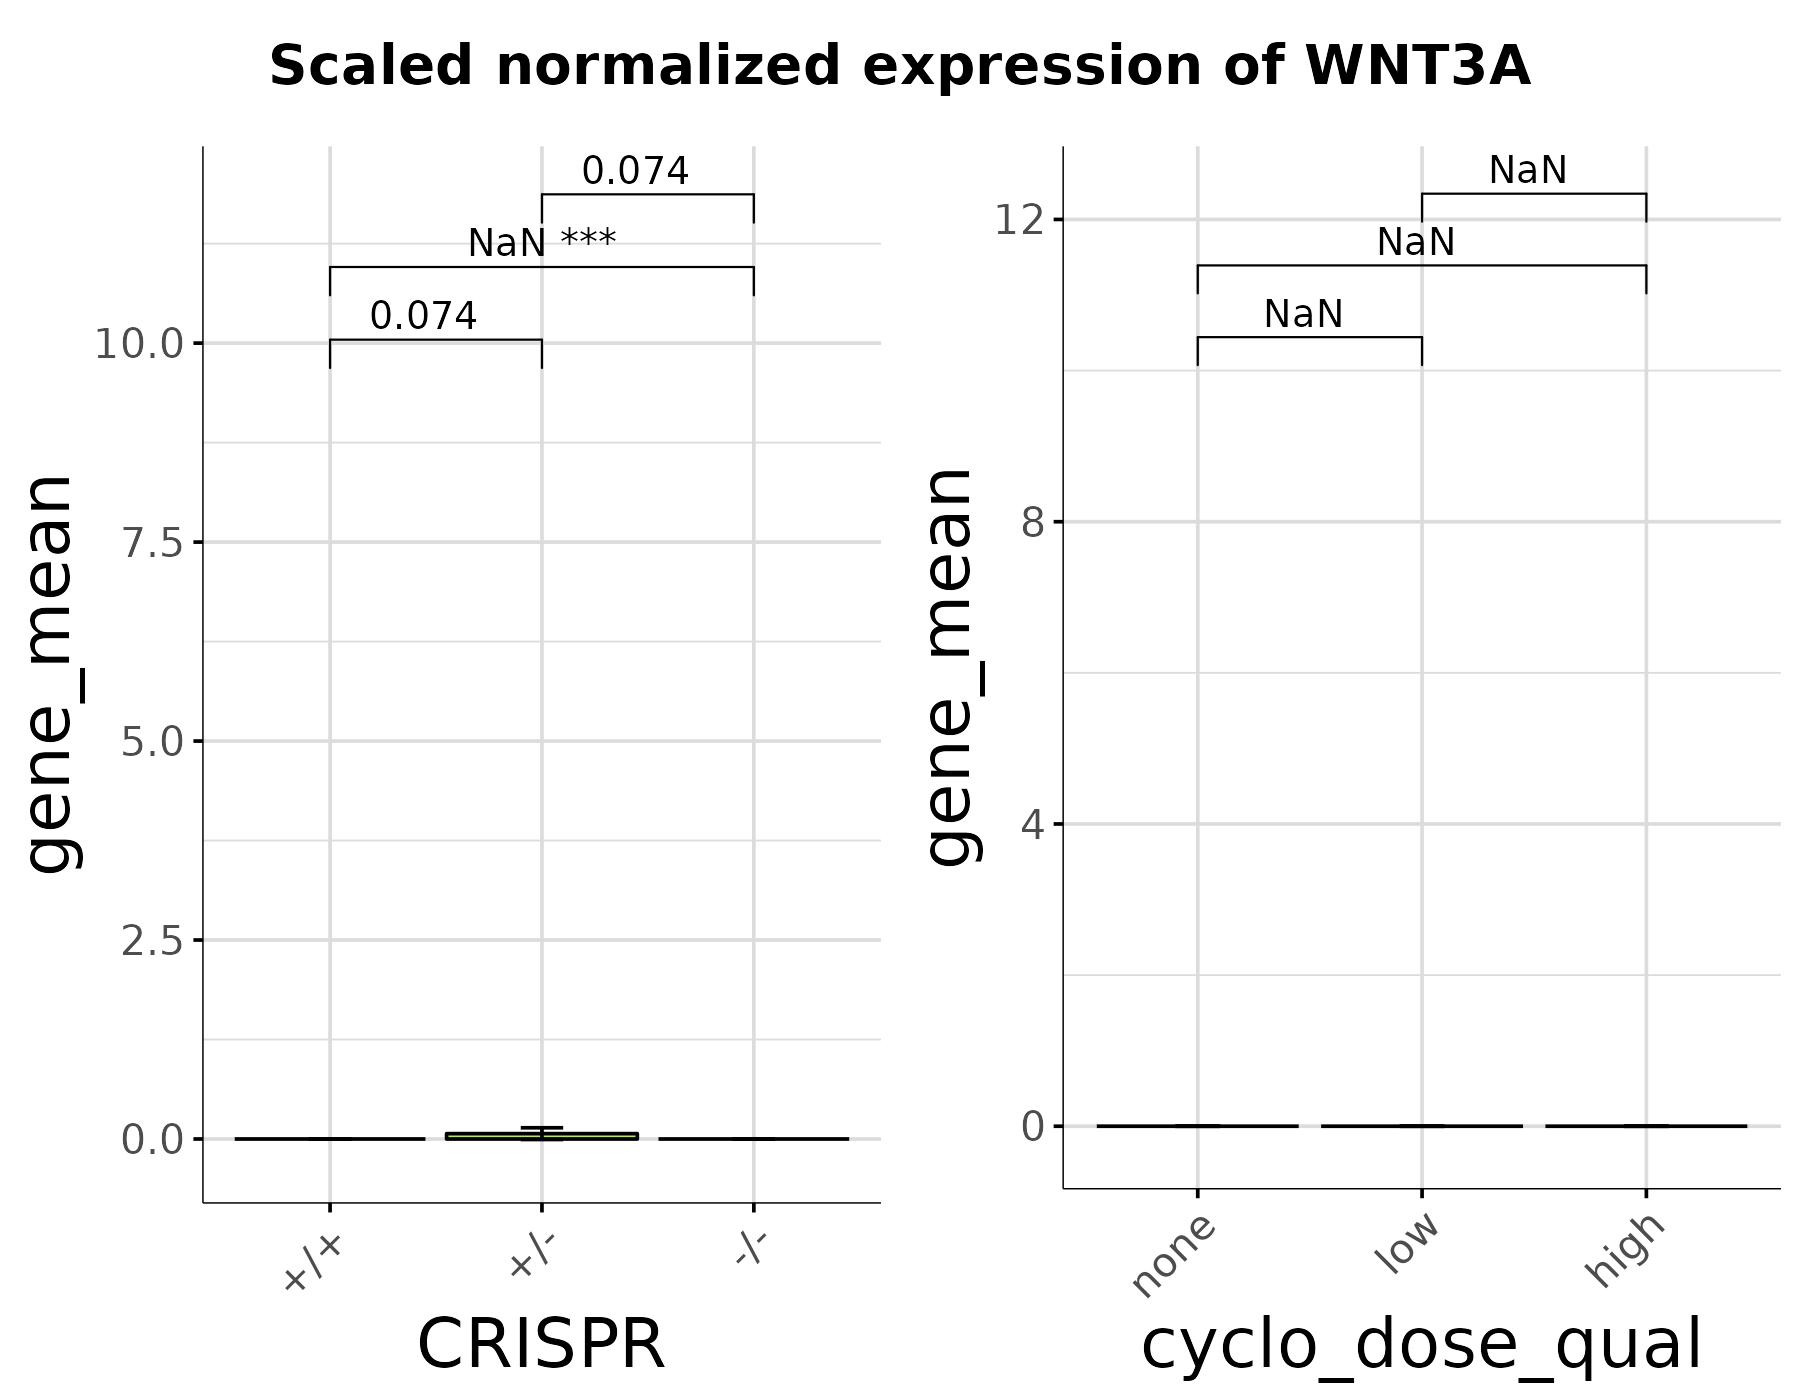 Scaled normalized expression of WNT3A
gene_mean
10.0
7.5
5.0
2.5
0.0
0.074
NaN ***
0.074
+/+
+/-
-/-
CRISPR
gene_mean
12
8
4
0
NaN
NaN
NaN
none
low
high
cyclo_dose_qual